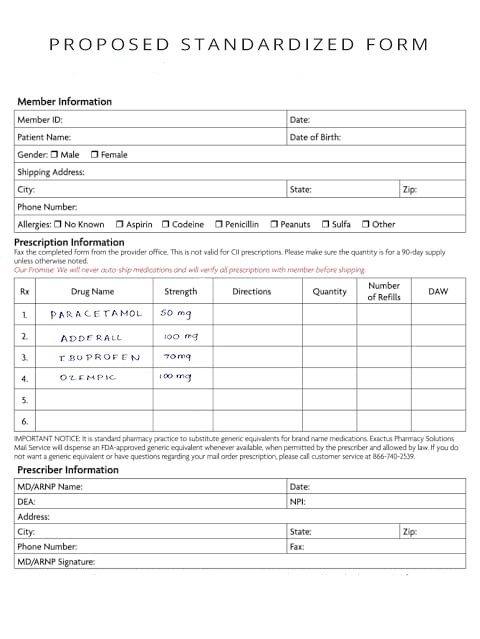 PROPOSED STANDARDIZED FORM
Member Information
Member ID: Date:
Patient Name: Date of Birth:
Gender: ❒ Male ❒ Female
Shipping Address:
City: State: Zip:
Phone Number:
Allergies: ❒ No Known ❒ Aspirin ❒ Codeine ❒ Penicillin ❒ Peanuts ❒ Sulfa ❒ Other
Prescription Information
Fax the completed form from the provider office. This is not valid for CII prescriptions. Please make sure the quantity is for a 90-day supply
unless otherwise noted.
Our Promise: We will never auto-ship medications and will verify all prescriptions with member before shipping.
Rx Drug Name Strength Directions Quantity Number of Refills DAW
1. PARACETAMOL 50 mg
2. ADDERALL 100 mg
3. IBUPROFEN 70mg
4. OZEMPIC 100 mg
5.
6.
IMPORTANT NOTICE: It is standard pharmacy practice to substitute generic equivalents for brand name medications. Exactus Pharmacy Solutions
Mail Service will dispense an FDA-approved generic equivalent whenever available, when permitted by the prescriber and allowed by law. If you do
not want a generic equivalent or have questions regarding your mail order prescription, please call customer service at 866-740-2539.
Prescriber Information
MD/ARNP Name: Date:
DEA: NPI:
Address:
City: State: Zip:
Phone Number: Fax:
MD/ARNP Signature: